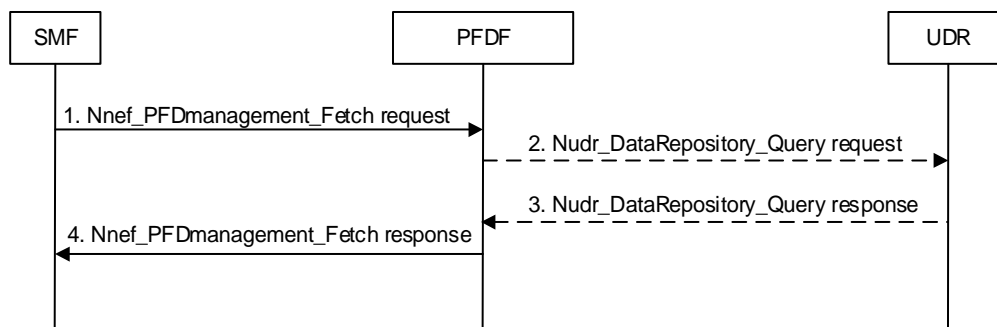 SMF
PFDF
UDR
1. Nnef_PFDmanagement_Fetch request
2. Nudr_DataRepository_Query request
3. Nudr_DataRepository_Query response
4. Nnef_PFDmanagement_Fetch response